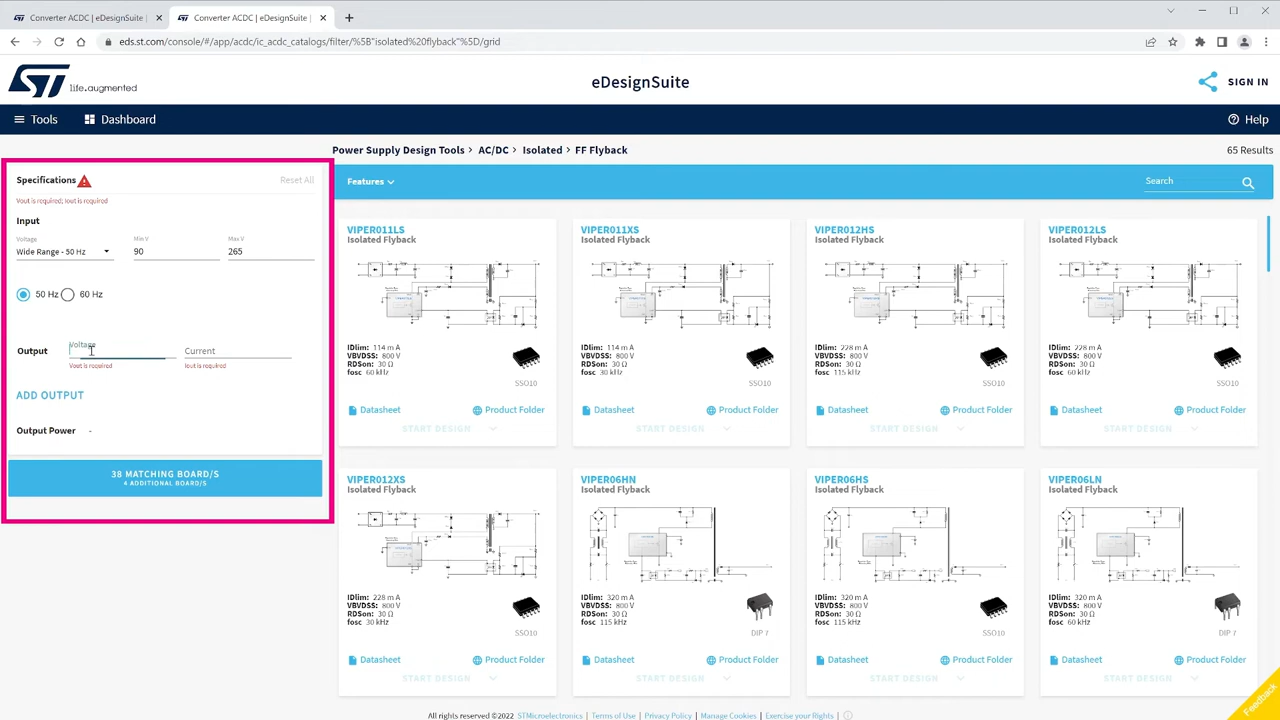 Converter ACDC | eDesignSuite |
Converter ACDC | eDesignSuite |
eds.st.com/console/#/app/acdc/ic_acdc_catalogs/filter/%5B"isolated%20flyback"%5D/grid
ST life.augmented
eDesignSuite
SIGN IN
Tools
Dashboard
Help
Power Supply Design Tools > AC/DC > Isolated > FF Flyback
65 Results
Specifications
Reset All
Vout is required; Iout is required
Input
Voltage
Min V
Max V
Wide Range - 50 Hz
90
265
50 Hz
60 Hz
Output
Voltage
Current
Vout is required
Iout is required
ADD OUTPUT
Output Power -
38 MATCHING BOARD/S
4 ADDITIONAL BOARD/S
Features
Search
VIPER011LS
Isolated Flyback
IDlim: 114 m A
VBVDSS: 800 V
RDSon: 30 Ω
fosc 60 kHz
SSO10
Datasheet
Product Folder
START DESIGN
VIPER011XS
Isolated Flyback
IDlim: 114 m A
VBVDSS: 800 V
RDSon: 30 Ω
fosc 30 kHz
SSO10
Datasheet
Product Folder
START DESIGN
VIPER012HS
Isolated Flyback
IDlim: 228 m A
VBVDSS: 800 V
RDSon: 30 Ω
fosc 115 kHz
SSO10
Datasheet
Product Folder
START DESIGN
VIPER012LS
Isolated Flyback
IDlim: 228 m A
VBVDSS: 800 V
RDSon: 30 Ω
fosc 60 kHz
SSO10
Datasheet
Product Folder
START DESIGN
VIPER012XS
Isolated Flyback
IDlim: 228 m A
VBVDSS: 800 V
RDSon: 30 Ω
fosc 30 kHz
SSO10
Datasheet
Product Folder
START DESIGN
VIPER06HN
Isolated Flyback
IDlim: 320 m A
VBVDSS: 800 V
RDSon: 30 Ω
fosc 115 kHz
DIP 7
Datasheet
Product Folder
START DESIGN
VIPER06HS
Isolated Flyback
IDlim: 320 m A
VBVDSS: 800 V
RDSon: 30 Ω
fosc 115 kHz
SSO10
Datasheet
Product Folder
START DESIGN
VIPER06LN
Isolated Flyback
IDlim: 320 m A
VBVDSS: 800 V
RDSon: 30 Ω
fosc 60 kHz
DIP 7
Datasheet
Product Folder
START DESIGN
Feedback
All rights reserved ©2022 STMicroelectronics | Terms of Use | Privacy Policy | Manage Cookies | Exercise your Rights |